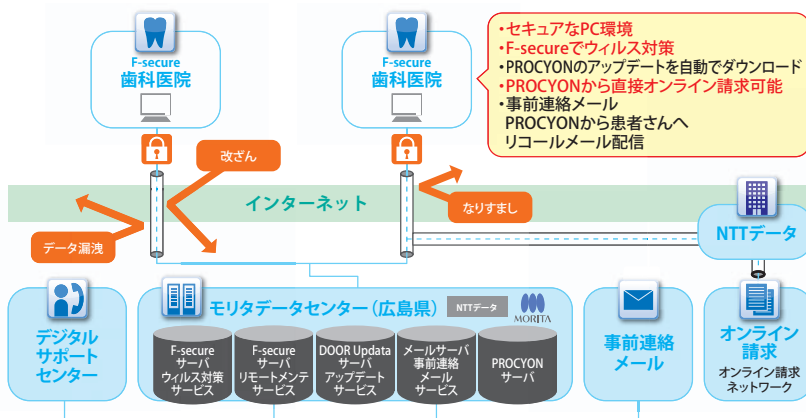 F-secure
歯科医院
F-secure
歯科医院
・セキュアなPC環境
・F-secureでウィルス対策
・PROCYONのアップデートを自動でダウンロード
・PROCYONから直接オンライン請求可能
・事前連絡メール
PROCYONから患者さんへ
リコールメール配信
改ざん
インターネット
なりすまし
データ漏洩
NTTデータ
デジタル
サポート
センター
モリタデータセンター(広島県)
NTTデータ
MORITA
F-secure
サーバ
ウィルス対策
サービス
F-secure
サーバ
リモートメンテ
サービス
DOOR Updata
サーバ
アップデート
サービス
メールサーバ
事前連絡
メール
サービス
PROCYON
サーバ
事前連絡
メール
オンライン
請求
オンライン請求
ネットワーク